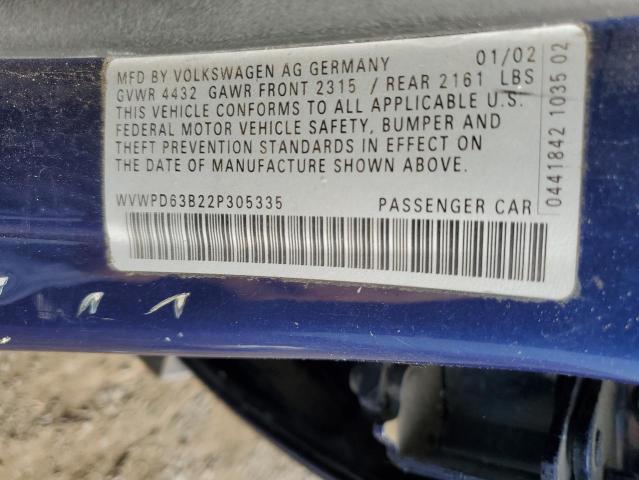 MFD BY VOLKSWAGEN AG GERMANY 01/02
GVWR 4432 GAWR FRONT 2315 / REAR 2161 LBS
THIS VEHICLE CONFORMS TO ALL APPLICABLE U.S.
FEDERAL MOTOR VEHICLE SAFETY, BUMPER AND
THEFT PREVENTION STANDARDS IN EFFECT ON
THE DATE OF MANUFACTURE SHOWN ABOVE.
WVWPD63B22P305335 PASSENGER CAR
0441842 1035 02